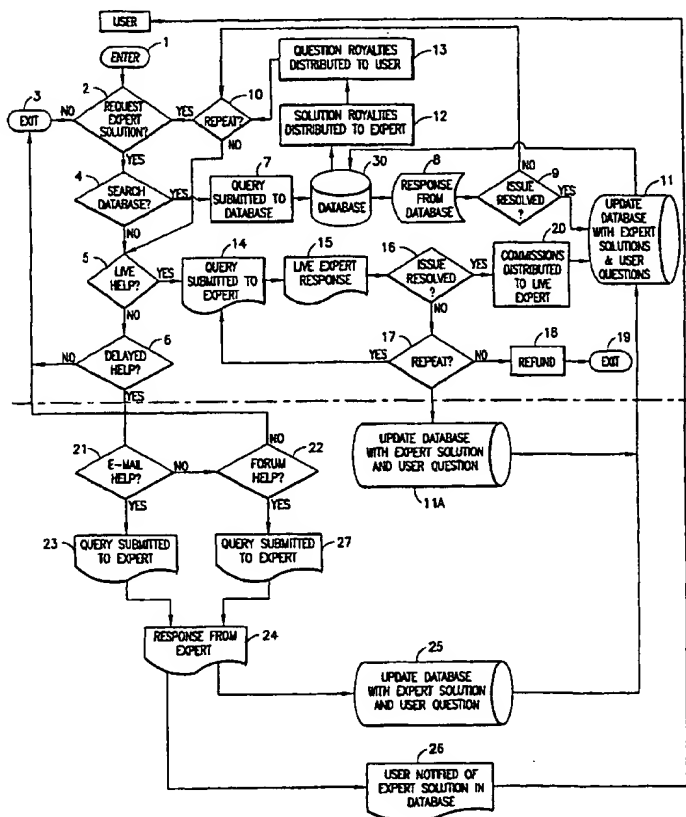 USER
1
ENTER
2
3
REQUEST
EXPERT
SOLUTION?
NO
YES
EXIT
YES
10
REPEAT?
NO
QUESTION ROYALTIES
DISTRIBUTED TO USER
13
SOLUTION ROYALTIES
DISTRIBUTED TO EXPERT
12
4
SEARCH
DATABASE?
YES
NO
7
QUERY
SUBMITTED TO
DATABASE
30
DATABASE
8
RESPONSE
FROM
DATABASE
NO
9
ISSUE
RESOLVED
?
YES
11
UPDATE
DATABASE
WITH EXPERT
SOLUTIONS
& USER
QUESTIONS
5
LIVE
HELP?
YES
NO
14
QUERY
SUBMITTED TO
EXPERT
15
LIVE EXPERT
RESPONSE
16
ISSUE
RESOLVED
?
YES
NO
20
COMMISSIONS
DISTRIBUTED
TO LIVE
EXPERT
6
DELAYED
HELP?
NO
YES
17
REPEAT?
YES
NO
18
REFUND
19
EXIT
UPDATE DATABASE
WITH EXPERT SOLUTION
AND USER QUESTION
11A
21
E-MAIL
HELP?
NO
YES
22
FORUM
HELP?
NO
YES
23
QUERY SUBMITTED
TO EXPERT
27
QUERY SUBMITTED
TO EXPERT
24
RESPONSE FROM
EXPERT
25
UPDATE DATABASE
WITH EXPERT SOLUTION
AND USER QUESTION
26
USER NOTIFIED OF
EXPERT SOLUTION IN
DATABASE